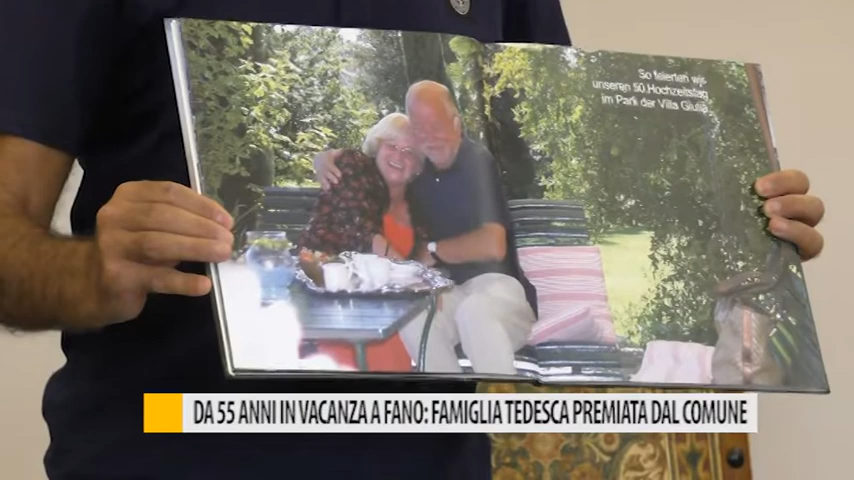 So feierten wir
unseren 50.Hochzeitstag
im Park der Villa Giulia
DA 55 ANNI IN VACANZA A FANO: FAMIGLIA TEDESCA PREMIATA DAL COMUNE